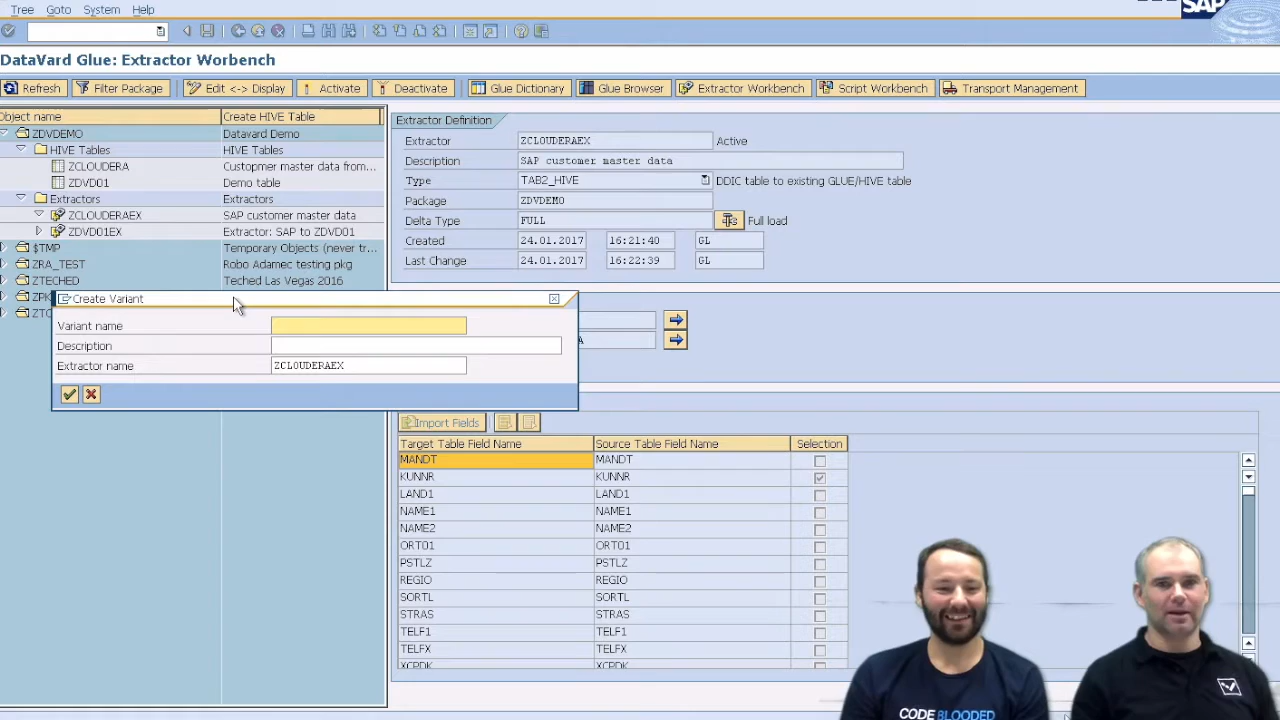 Tree Goto System Help
SAP
DataVard Glue: Extractor Worbench
Refresh Filter Package Edit <-> Display Activate Deactivate Glue Dictionary Glue Browser Extractor Workbench Script Workbench Transport Management
Object name Create HIVE Table
ZDVDEMO Datavard Demo
HIVE Tables HIVE Tables
ZCLOUDERA Custopmer master data from...
ZDVD01 Demo table
Extractors Extractors
ZCLOUDERAEX SAP customer master data
ZDVD01EX Extractor: SAP to ZDVD01
$TMP Temporary Objects (never tr...
ZRA_TEST Robo Adamec testing pkg
ZTECHED Teched Las Vegas 2016
Extractor Definition
Extractor ZCLOUDERAEX Active
Description SAP customer master data
Type TAB2_HIVE DDIC table to existing GLUE/HIVE table
Package ZDVDEMO
Delta Type FULL Full load
Created 24.01.2017 16:21:40 GL
Last Change 24.01.2017 16:22:39 GL
Create Variant
Variant name
Description
Extractor name ZCLOUDERAEX
Import Fields
Target Table Field Name Source Table Field Name Selection
MANDT MANDT
KUNNR KUNNR
LAND1 LAND1
NAME1 NAME1
NAME2 NAME2
ORT01 ORT01
PSTLZ PSTLZ
REGIO REGIO
SORTL SORTL
STRAS STRAS
TELF1 TELF1
TELFX TELFX
XCPDK XCPDK
CODE BLOODED